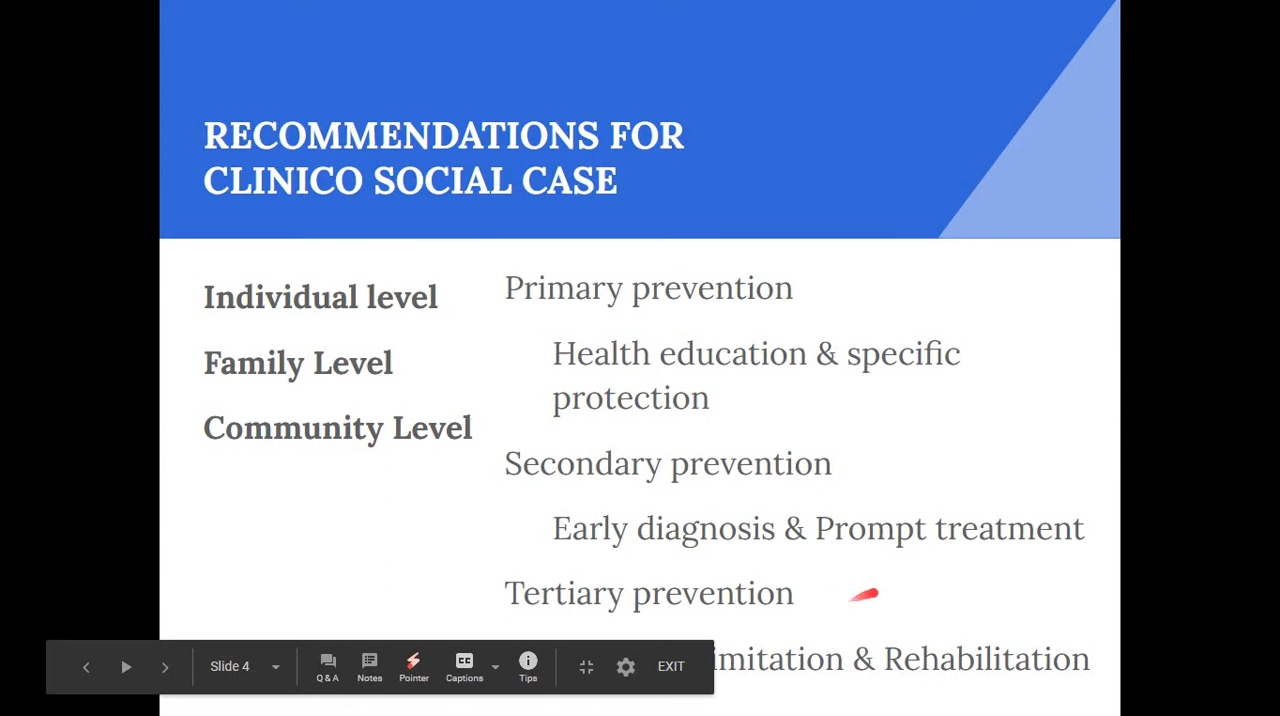 RECOMMENDATIONS FOR
CLINICO SOCIAL CASE
Individual level
Family Level
Community Level
Primary prevention
Health education & specific
protection
Secondary prevention
Early diagnosis & Prompt treatment
Tertiary prevention
imitation & Rehabilitation
Slide 4
Q & A
Notes
Pointer
Captions
Tips
EXIT
CC